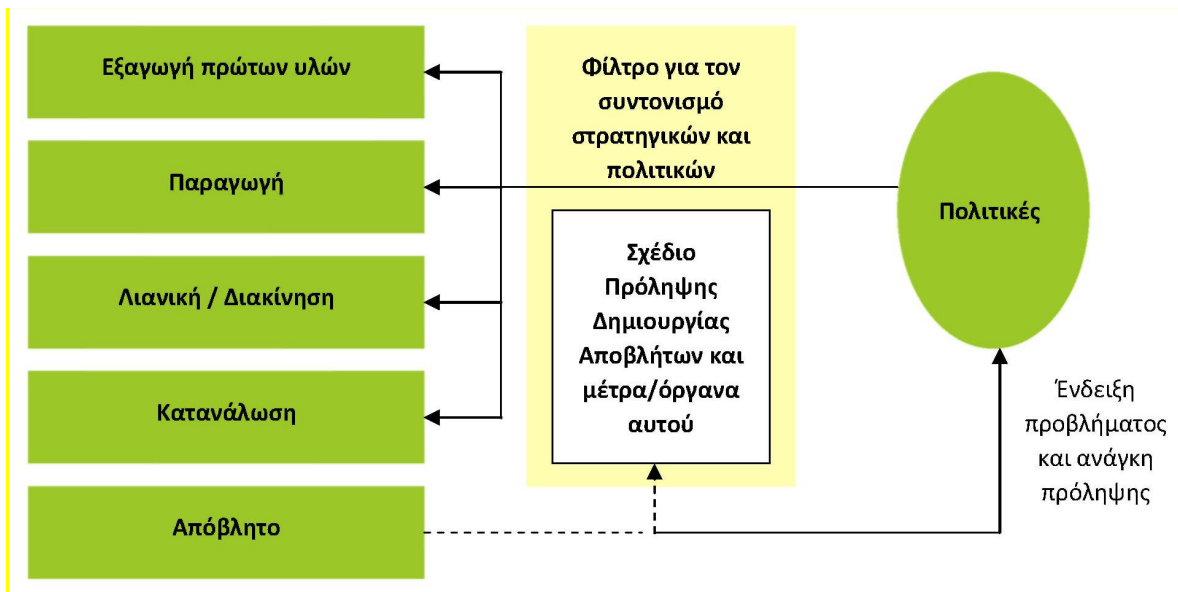 Εξαγωγή πρώτων υλών
Παραγωγή
Λιανική / Διακίνηση
Κατανάλωση
Απόβλητο
Φίλτρο για τον
συντονισμό
στρατηγικών και
πολιτικών
Σχέδιο
Πρόληψης
Δημιουργίας
Αποβλήτων και
μέτρα/όργανα
αυτού
Πολιτικές
Ένδειξη
προβλήματος
και ανάγκη
πρόληψης